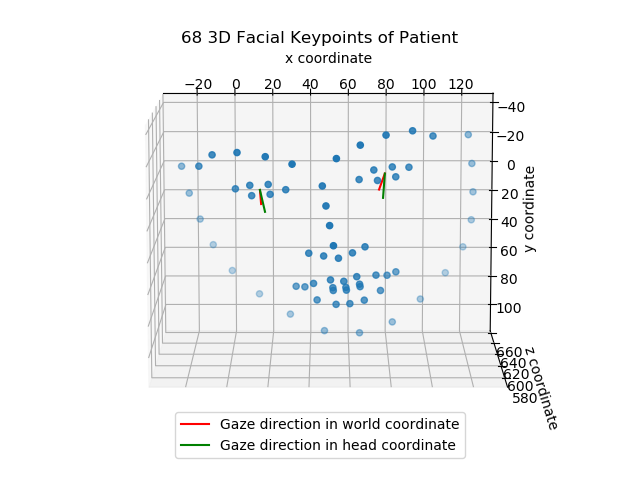 68 3D Facial Keypoints of Patient
x coordinate
−20 0 20 40 60 80 100 120
−40
−20
0
20
40
60
80
100
y coordinate
660
640
620
600
580
z coordinate
Gaze direction in world coordinate
Gaze direction in head coordinate